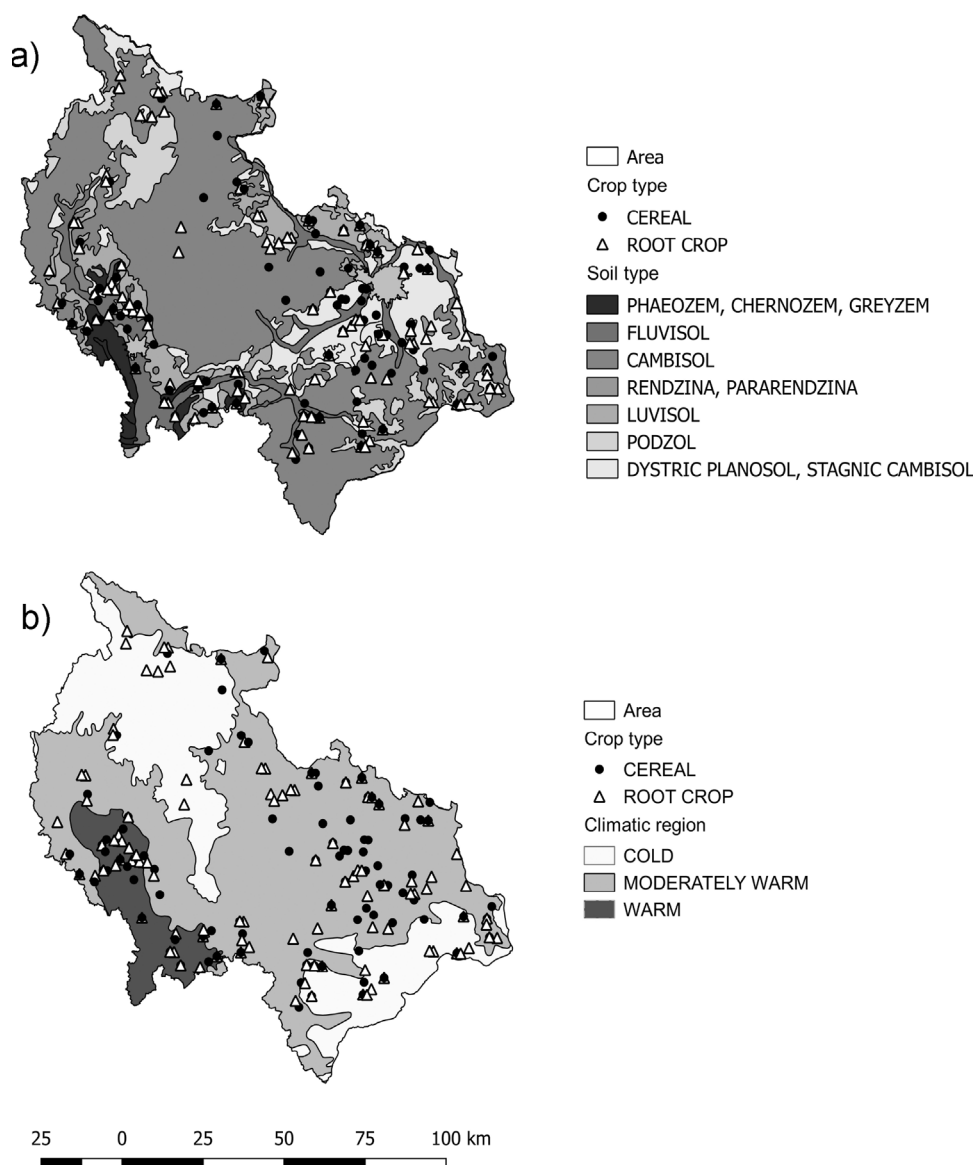 a)
Area
Crop type
CEREAL
ROOT CROP
Soil type
PHAEOZEM, CHERNOZEM, GREYZEM
FLUVISOL
CAMBISOL
RENDZINA, PARARENDZINA
LUVISOL
PODZOL
DYSTRIC PLANOSOL, STAGNIC CAMBISOL
b)
Area
Crop type
CEREAL
ROOT CROP
Climatic region
COLD
MODERATELY WARM
WARM
25 0 25 50 75 100 km